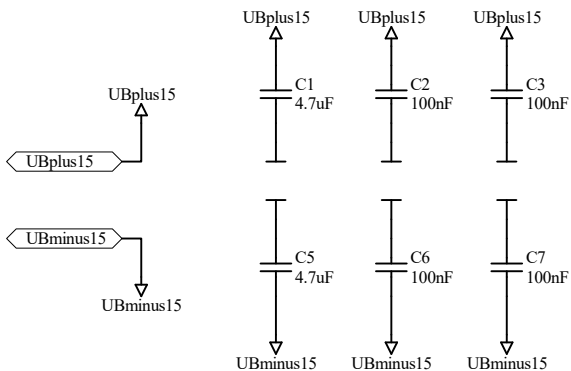 UBplus15 UBplus15 UBplus15
C1 C2 C3
4.7uF 100nF 100nF
UBplus15
UBplus15
UBminus15
C5 C6 C7
4.7uF 100nF 100nF
UBminus15
UBminus15 UBminus15 UBminus15